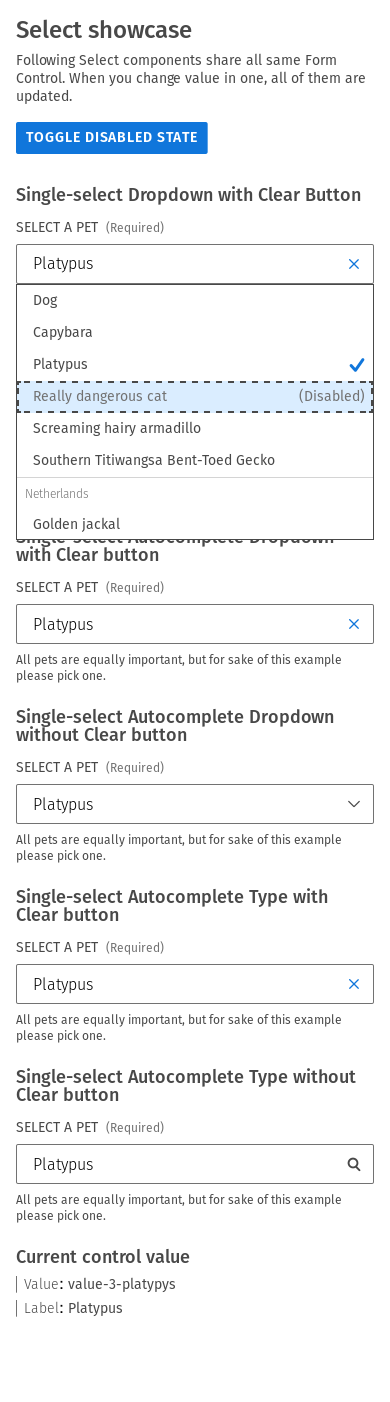 Select showcase
Following Select components share all same Form
Control. When you change value in one, all of them are
updated.
TOGGLE DISABLED STATE
Single-select Dropdown with Clear Button
SELECT A PET (Required)
Platypus
Dog
Capybara
Platypus
Really dangerous cat (Disabled)
Screaming hairy armadillo
Southern Titiwangsa Bent-Toed Gecko
Netherlands
Golden jackal
Single-select Autocomplete Dropdown
with Clear button
SELECT A PET (Required)
Platypus
All pets are equally important, but for sake of this example
please pick one.
Single-select Autocomplete Dropdown
without Clear button
SELECT A PET (Required)
Platypus
All pets are equally important, but for sake of this example
please pick one.
Single-select Autocomplete Type with
Clear button
SELECT A PET (Required)
Platypus
All pets are equally important, but for sake of this example
please pick one.
Single-select Autocomplete Type without
Clear button
SELECT A PET (Required)
Platypus
All pets are equally important, but for sake of this example
please pick one.
Current control value
Value: value-3-platypys
Label: Platypus